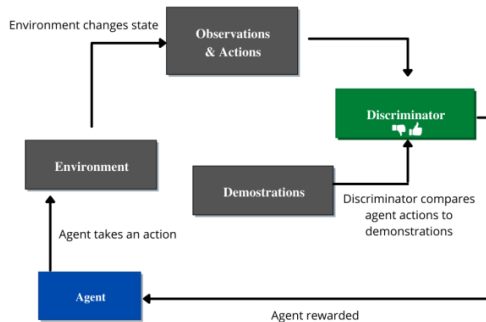 Environment changes state
Observations
& Actions
Discriminator
Environment
Demostrations
Discriminator compares
agent actions to
demonstrations
Agent takes an action
Agent
Agent rewarded